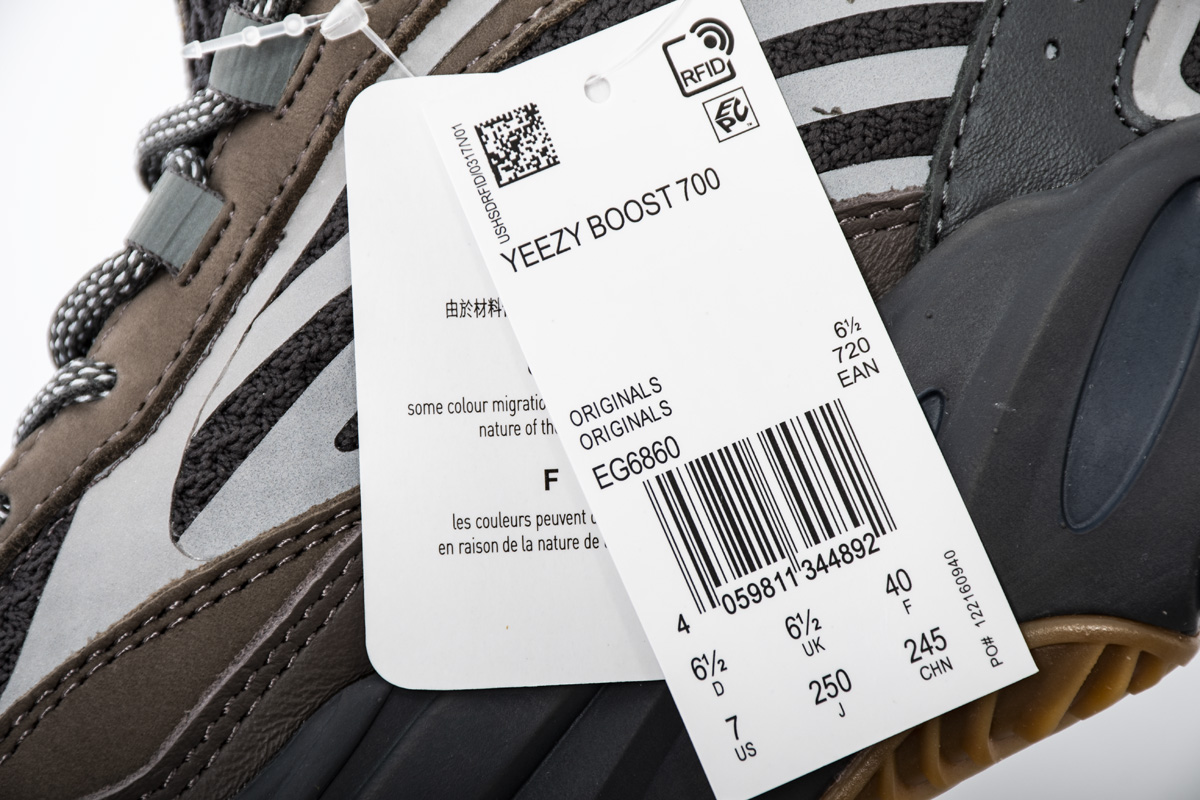 RFID
EPC
™
USHSDRFID/0317/V01
YEEZY BOOST 700
6½
720
EAN
ORIGINALS
ORIGINALS
EG6860
4 059811 344892
6½
D
6½
UK
40
F
7
US
250
J
245
CHN
PO# 122160940
由於材料
some colour migratio
nature of th
F
les couleurs peuvent
en raison de la nature de